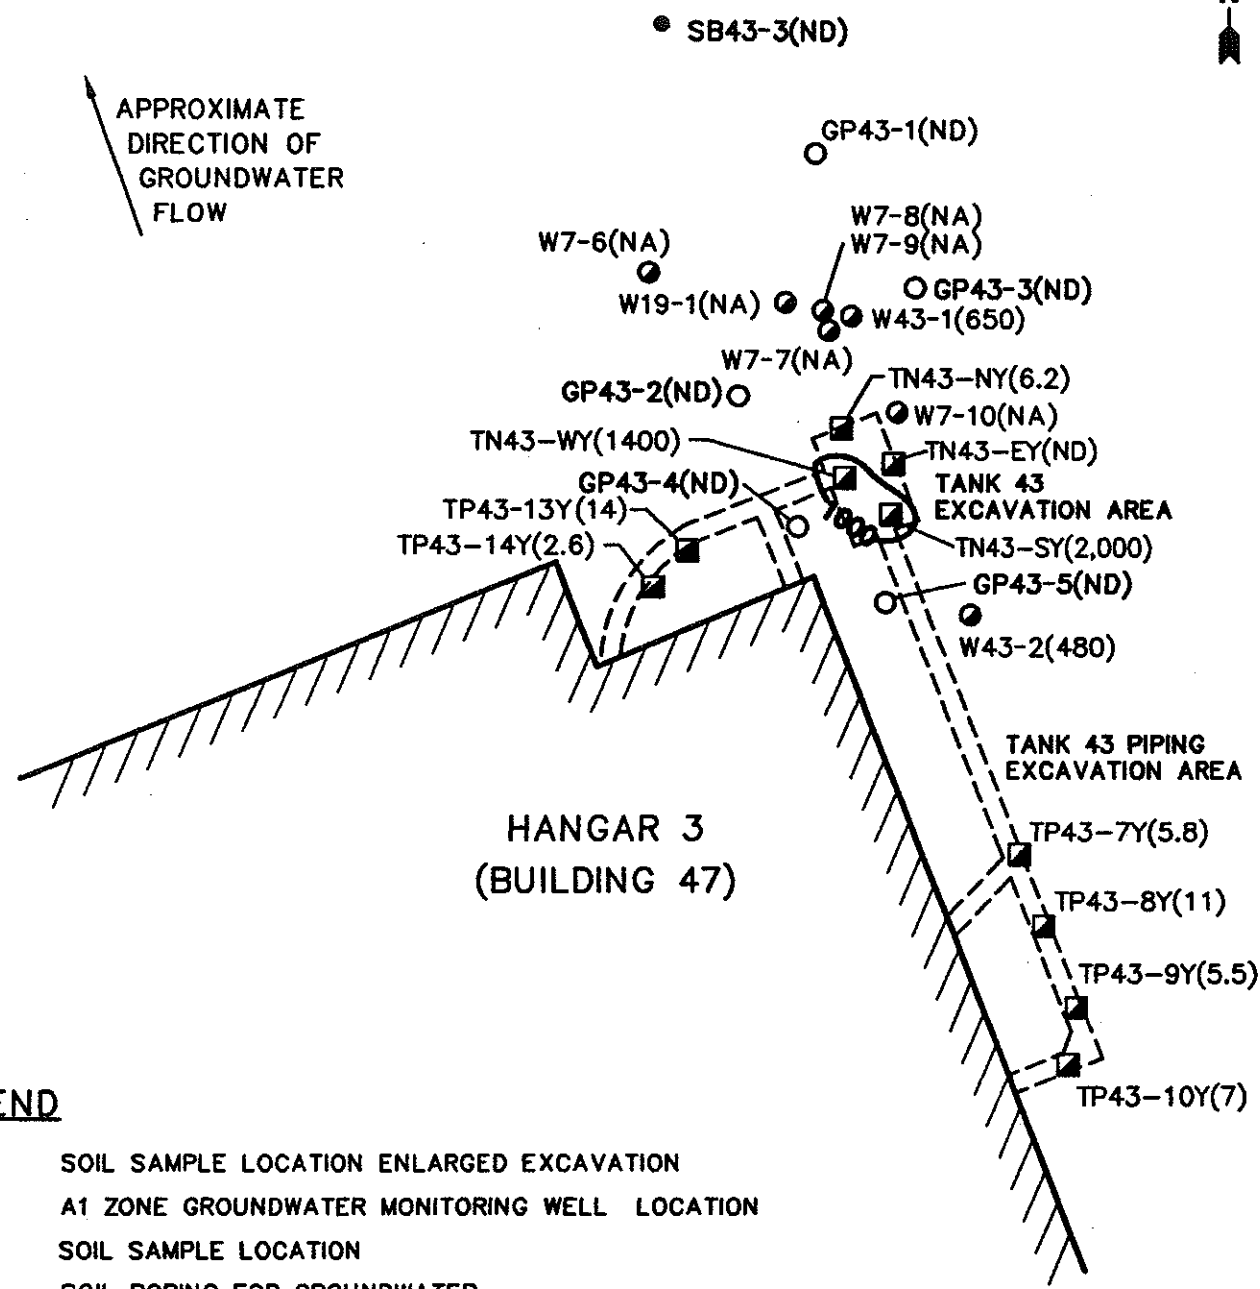 N
SB43-3(ND)
APPROXIMATE
DIRECTION OF
GROUNDWATER
FLOW
GP43-1(ND)
W7-8(NA)
W7-9(NA)
W7-6(NA)
GP43-3(ND)
W19-1(NA)
W43-1(650)
W7-7(NA)
TN43-NY(6.2)
GP43-2(ND)
W7-10(NA)
TN43-WY(1400)
TN43-EY(ND)
GP43-4(ND)
TANK 43
EXCAVATION AREA
1000
TP43-13Y(14)
TP43-14Y(2.6)
TN43-SY(2,000)
GP43-5(ND)
W43-2(480)
TANK 43 PIPING
EXCAVATION AREA
HANGAR 3
(BUILDING 47)
TP43-7Y(5.8)
TP43-8Y(11)
TP43-9Y(5.5)
TP43-10Y(7)
END
SOIL SAMPLE LOCATION ENLARGED EXCAVATION
A1 ZONE GROUNDWATER MONITORING WELL LOCATION
SOIL SAMPLE LOCATION
SOIL BORING FOR GROUNDWATER